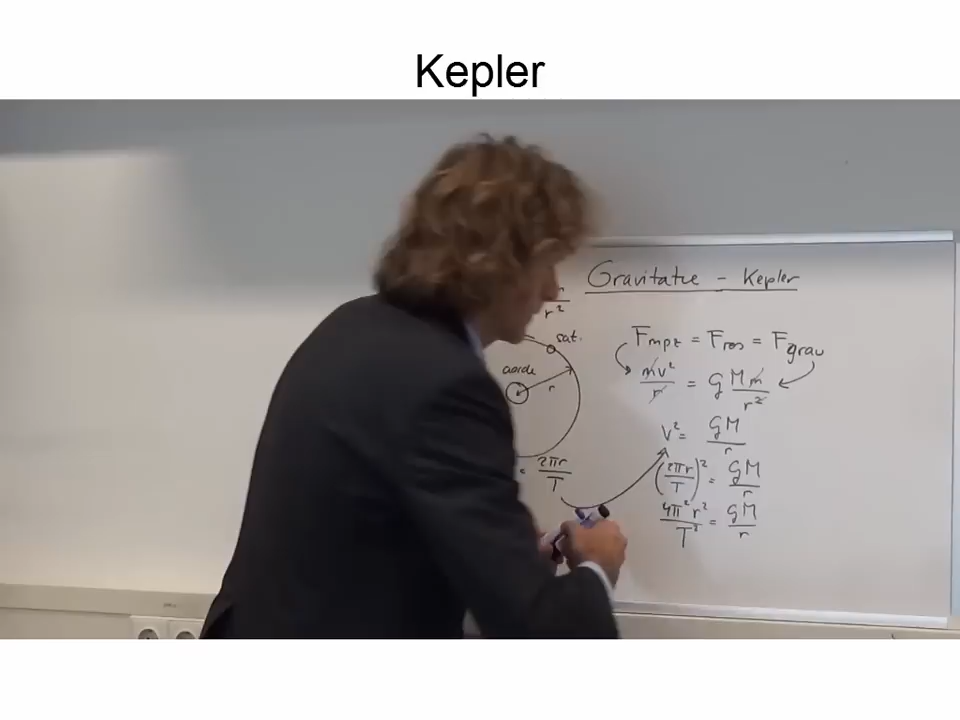 Kepler
Gravitatie - Kepler
r²
sat.
aarde
r
= 2πr/T
Fmpz = Fres = Fgrav
mv²/r = G Mm/r²
v² = GM/r
(2πr/T)² = GM/r
4π²r²/T² = GM/r